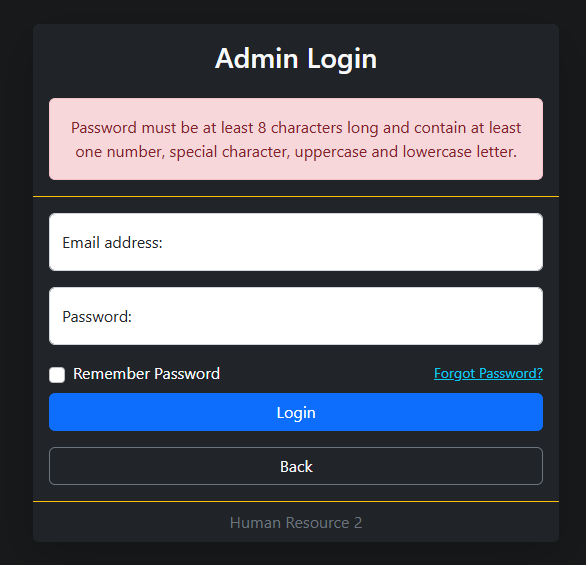 Admin Login
Password must be at least 8 characters long and contain at least
one number, special character, uppercase and lowercase letter.
Email address:
Password:
Remember Password
Forgot Password?
Login
Back
Human Resource 2